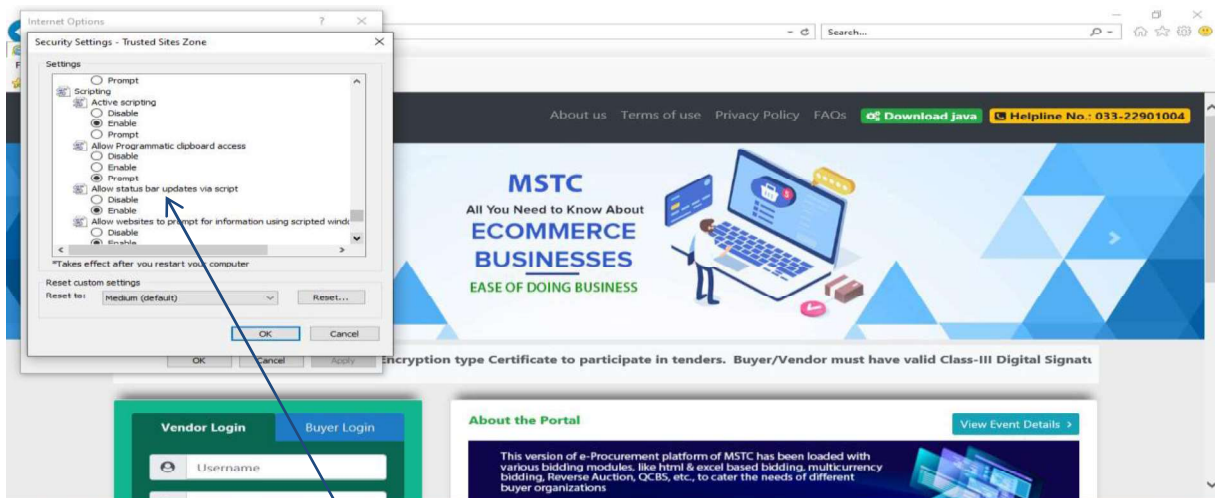 Internet Options
Security Settings - Trusted Sites Zone
Settings
Prompt
Scripting
Active scripting
Disable
Enable
Prompt
Allow Programmatic clipboard access
Disable
Enable
Prompt
Allow status bar updates via script
Disable
Enable
Allow websites to prompt for information using scripted windo
Disable
Enable
*Takes effect after you restart your computer
Reset custom settings
Reset to: Medium (default) Reset...
OK Cancel
OK Cancel Apply
Search...
About us Terms of use Privacy Policy FAQs Download java Helpline No.: 033-22901004
MSTC
All You Need to Know About
ECOMMERCE
BUSINESSES
EASE OF DOING BUSINESS
Encryption type Certificate to participate in tenders. Buyer/Vendor must have valid Class-III Digital Signatu
Vendor Login Buyer Login
Username
About the Portal View Event Details >
This version of e-Procurement platform of MSTC has been loaded with
various bidding modules, like html & excel based bidding, multicurrency
bidding, Reverse Auction, QCBS, etc., to cater the needs of different
buyer organizations